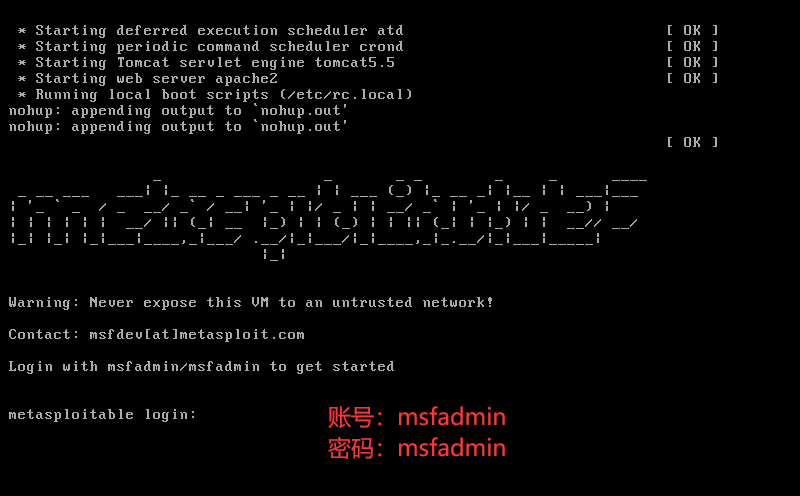 * Starting deferred execution scheduler atd [ OK ]
* Starting periodic command scheduler crond [ OK ]
* Starting Tomcat servlet engine tomcat5.5 [ OK ]
* Starting web server apache2 [ OK ]
* Running local boot scripts (/etc/rc.local)
nohup: appending output to `nohup.out'
nohup: appending output to `nohup.out'
[ OK ]
metasploitable2
Warning: Never expose this VM to an untrusted network!
Contact: msfdev[at]metasploit.com
Login with msfadmin/msfadmin to get started
metasploitable login:
账号：msfadmin
密码：msfadmin